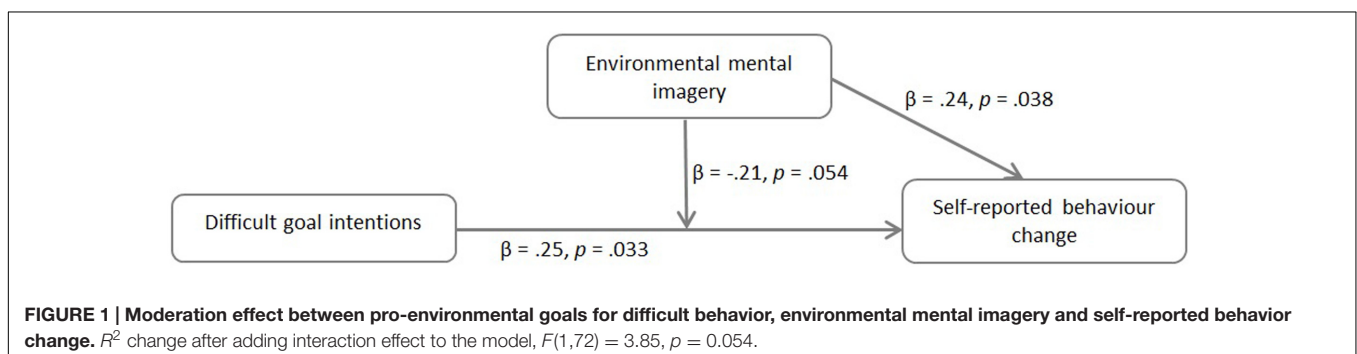 Environmental mental
imagery
β = .24, p = .038
β = -.21, p = .054
Difficult goal intentions
Self-reported behaviour
change
β = .25, p = .033
FIGURE 1 | Moderation effect between pro-environmental goals for difficult behavior, environmental mental imagery and self-reported behavior
change. R² change after adding interaction effect to the model, F(1,72) = 3.85, p = 0.054.